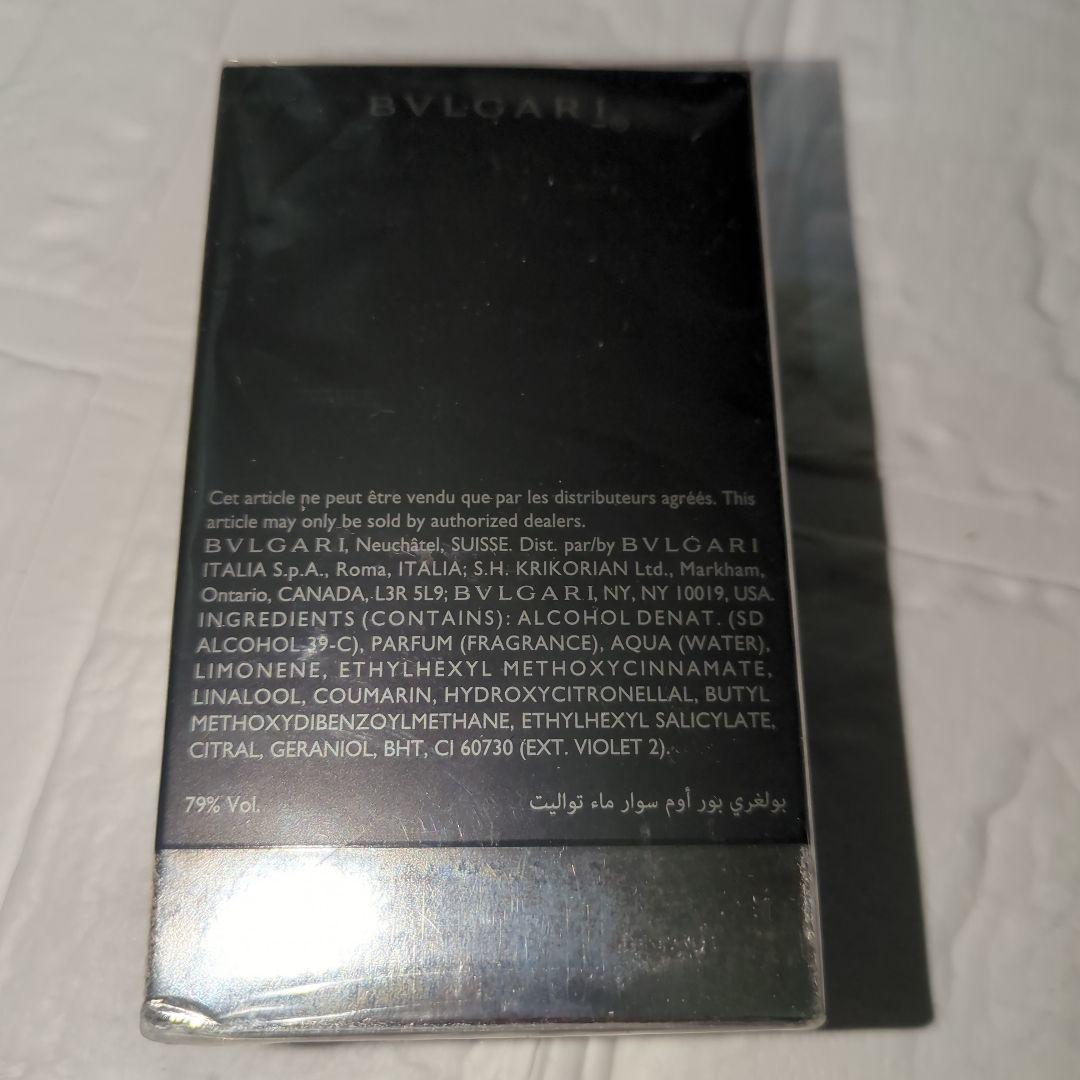 BVLGARI
Cet article ne peut être vendu que par les distributeurs agréés. This
article may only be sold by authorized dealers.
BVLGARI, Neuchâtel, SUISSE. Dist. par/by BVLGARI
ITALIA S.p.A., Roma, ITALIA; S.H. KRIKORIAN Ltd., Markham,
Ontario, CANADA, L3R 5L9; BVLGARI, NY, NY 10019, USA.
INGREDIENTS (CONTAINS): ALCOHOL DENAT. (SD
ALCOHOL 39-C), PARFUM (FRAGRANCE), AQUA (WATER),
LIMONENE, ETHYLHEXYL METHOXYCINNAMATE,
LINALOOL, COUMARIN, HYDROXYCITRONELLAL, BUTYL
METHOXYDIBENZOYLMETHANE, ETHYLHEXYL SALICYLATE,
CITRAL, GERANIOL, BHT, CI 60730 (EXT. VIOLET 2).
79% Vol.
بولغري بور أوم سوار ماء تواليت